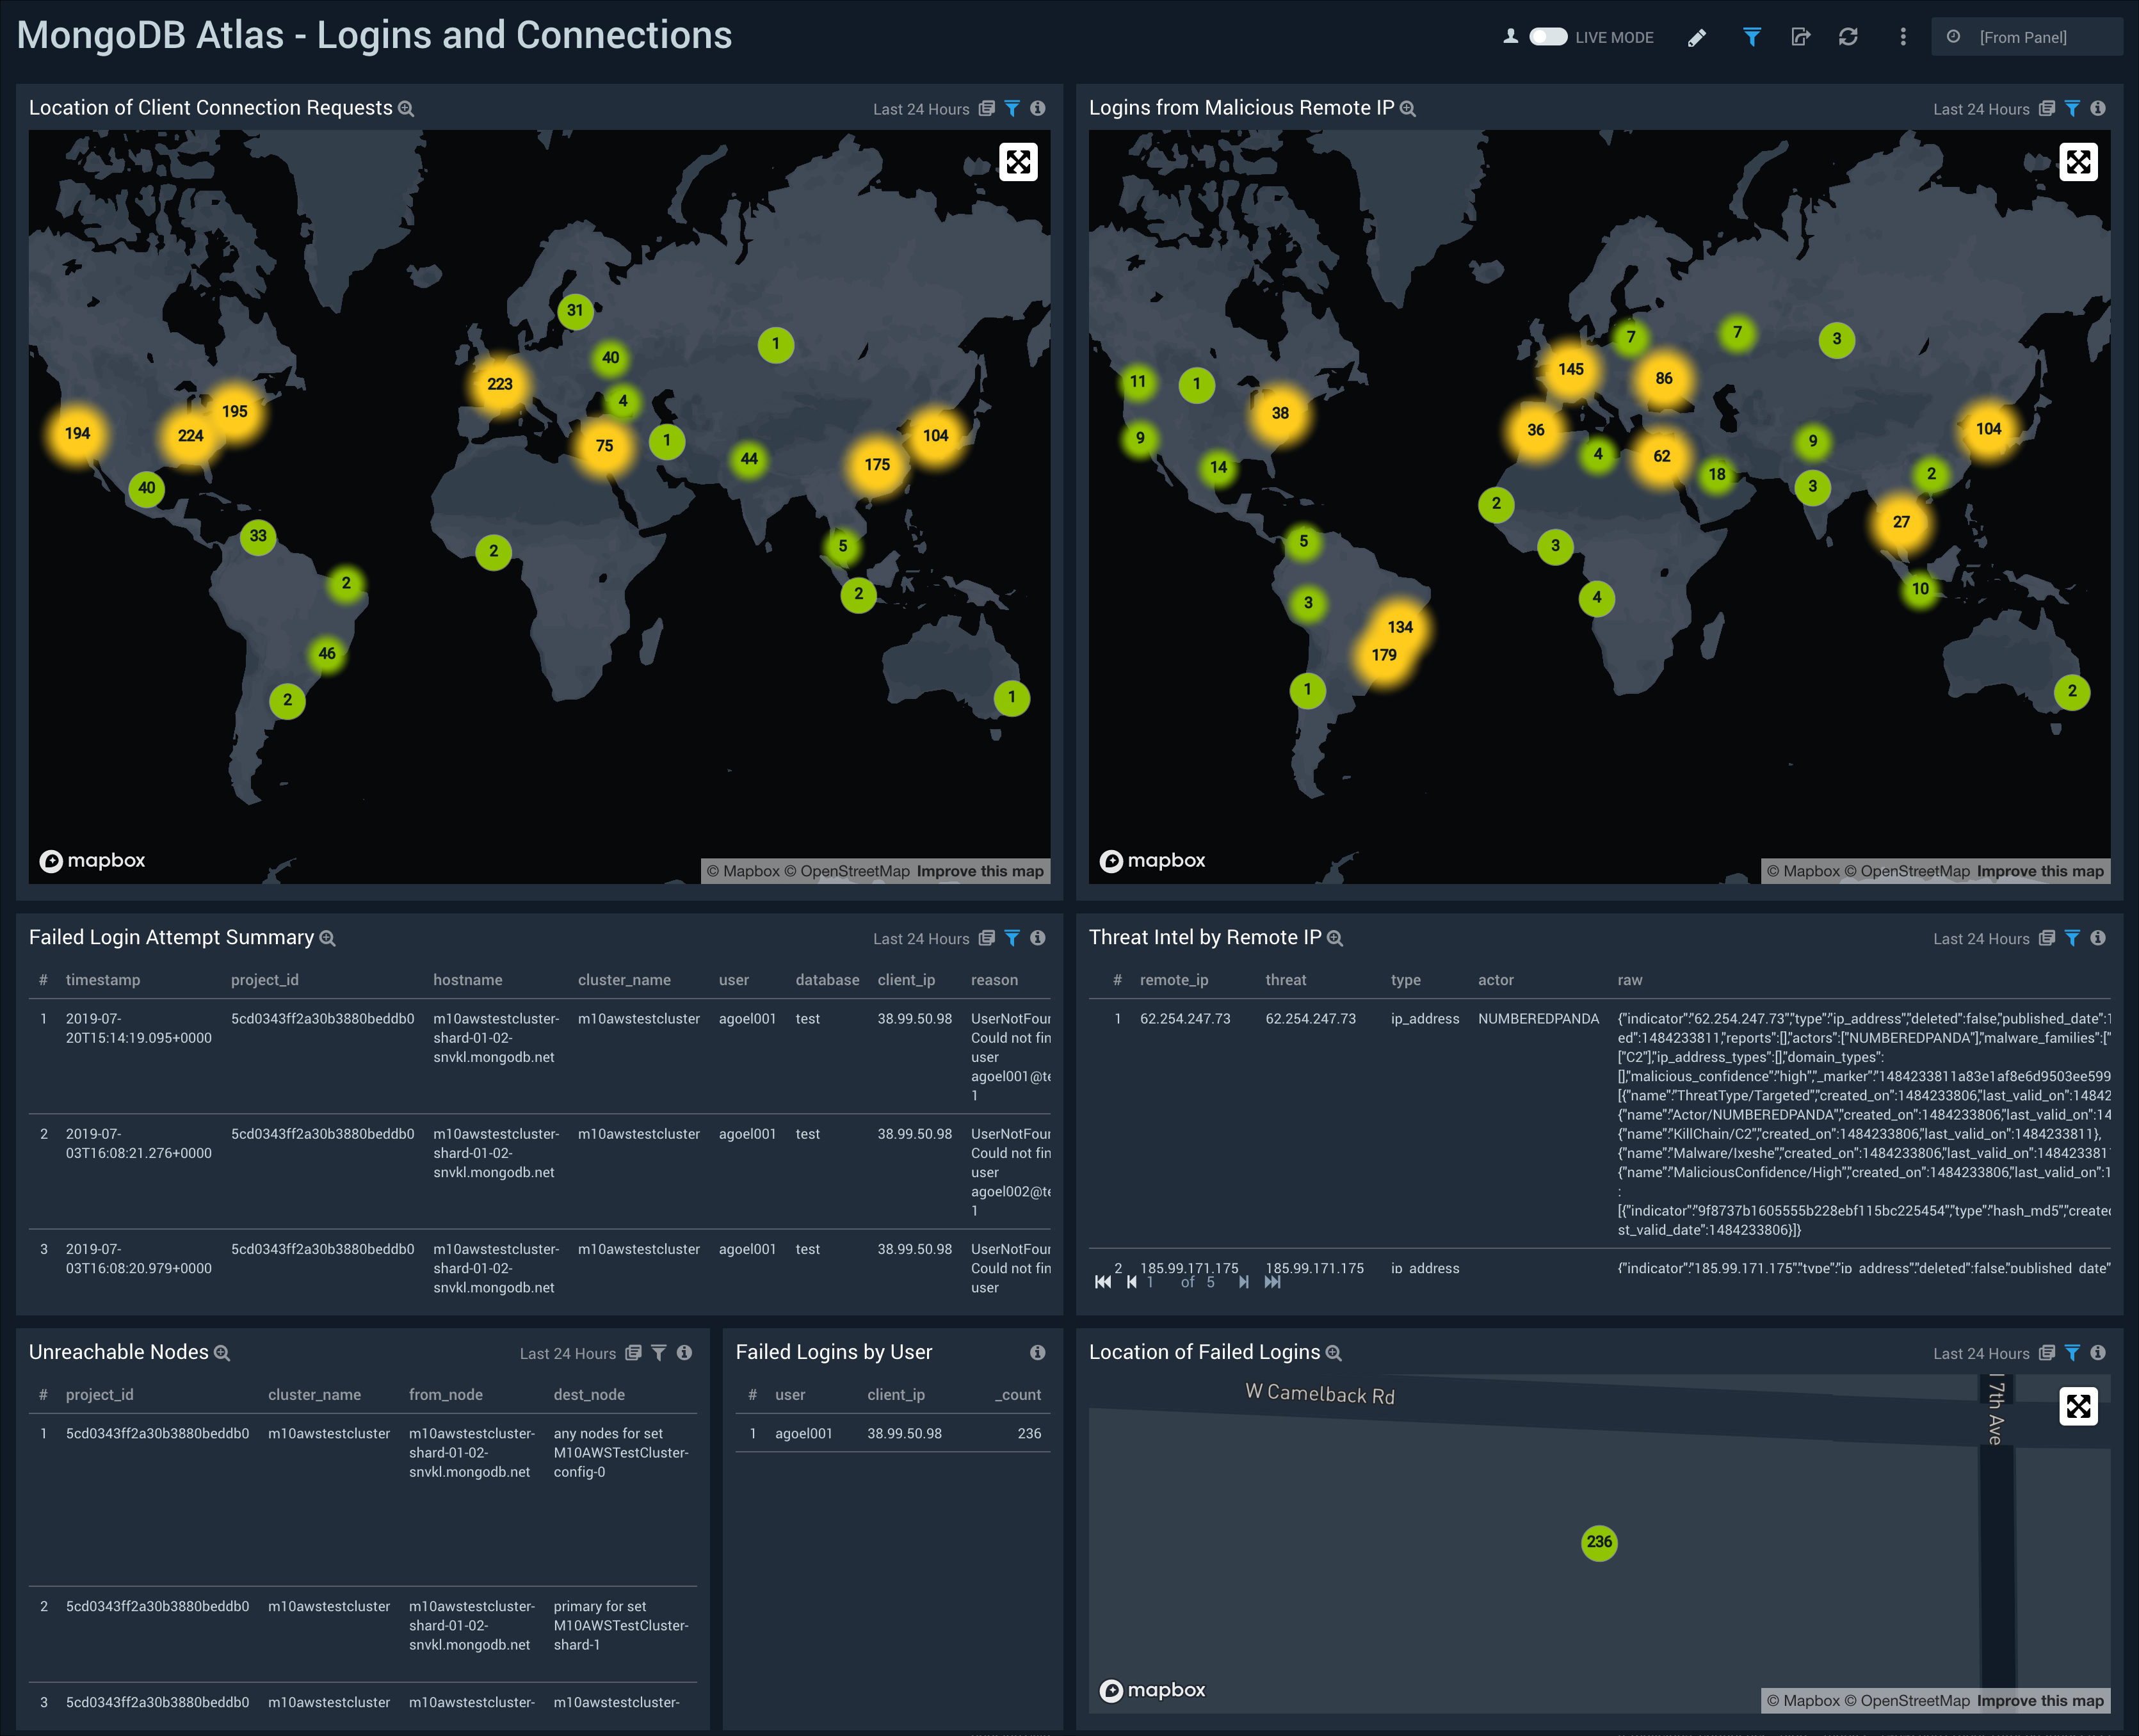 MongoDB Atlas - Logins and Connections
LIVE MODE
[From Panel]
Location of Client Connection Requests
Last 24 Hours
31
40
1
223
4
195
194
224
75
1
104
44
175
40
33
2
5
2
2
46
2
1
mapbox
© Mapbox © OpenStreetMap Improve this map
Logins from Malicious Remote IP
Last 24 Hours
7
7
3
145
86
11
1
38
36
104
9
4
62
9
14
18
2
3
2
27
5
3
10
4
3
134
179
1
2
mapbox
© Mapbox © OpenStreetMap Improve this map
Failed Login Attempt Summary
Last 24 Hours
# timestamp project_id hostname cluster_name user database client_ip reason
1 2019-07- 5cd0343ff2a30b3880beddb0 m10awstestcluster- m10awstestcluster agoel001 test 38.99.50.98 UserNotFour
20T15:14:19.095+0000 shard-01-02- Could not fin
snvkl.mongodb.net user
agoel001@te
1
2 2019-07- 5cd0343ff2a30b3880beddb0 m10awstestcluster- m10awstestcluster agoel001 test 38.99.50.98 UserNotFour
03T16:08:21.276+0000 shard-01-02- Could not fin
snvkl.mongodb.net user
agoel002@te
1
3 2019-07- 5cd0343ff2a30b3880beddb0 m10awstestcluster- m10awstestcluster agoel001 test 38.99.50.98 UserNotFour
03T16:08:20.979+0000 shard-01-02- Could not fin
snvkl.mongodb.net user
Threat Intel by Remote IP
Last 24 Hours
# remote_ip threat type actor raw
1 62.254.247.73 62.254.247.73 ip_address NUMBEREDPANDA {"indicator":"62.254.247.73","type":"ip_address","deleted":false,"published_date":1
ed":1484233811,"reports":[],"actors":["NUMBEREDPANDA"],"malware_families":["
["C2"],"ip_address_types":[],"domain_types":
[],"malicious_confidence":"high","_marker":"1484233811a83e1af8e6d9503ee599
[{"name":"ThreatType/Targeted","created_on":1484233806,"last_valid_on":14842
{"name":"Actor/NUMBEREDPANDA","created_on":1484233806,"last_valid_on":14
{"name":"KillChain/C2","created_on":1484233806,"last_valid_on":1484233811},
{"name":"Malware/Ixeshe","created_on":1484233806,"last_valid_on":148423381
{"name":"MaliciousConfidence/High","created_on":1484233806,"last_valid_on":1
:
[{"indicator":"9f8737b1605555b228ebf115bc225454","type":"hash_md5","create
st_valid_date":1484233806}]}
2 185.99.171.175 185.99.171.175 ip_address {"indicator":"185.99.171.175","type":"ip_address","deleted":false,"published_date"
1 of 5
Unreachable Nodes
Last 24 Hours
# project_id cluster_name from_node dest_node
1 5cd0343ff2a30b3880beddb0 m10awstestcluster m10awstestcluster- any nodes for set
shard-01-02- M10AWSTestCluster-
snvkl.mongodb.net config-0
2 5cd0343ff2a30b3880beddb0 m10awstestcluster m10awstestcluster- primary for set
shard-01-02- M10AWSTestCluster-
snvkl.mongodb.net shard-1
3 5cd0343ff2a30b3880beddb0 m10awstestcluster m10awstestcluster- m10awstestcluster-
Failed Logins by User
# user client_ip _count
1 agoel001 38.99.50.98 236
Location of Failed Logins
Last 24 Hours
W Camelback Rd
7th Ave
236
mapbox
© Mapbox © OpenStreetMap Improve this map